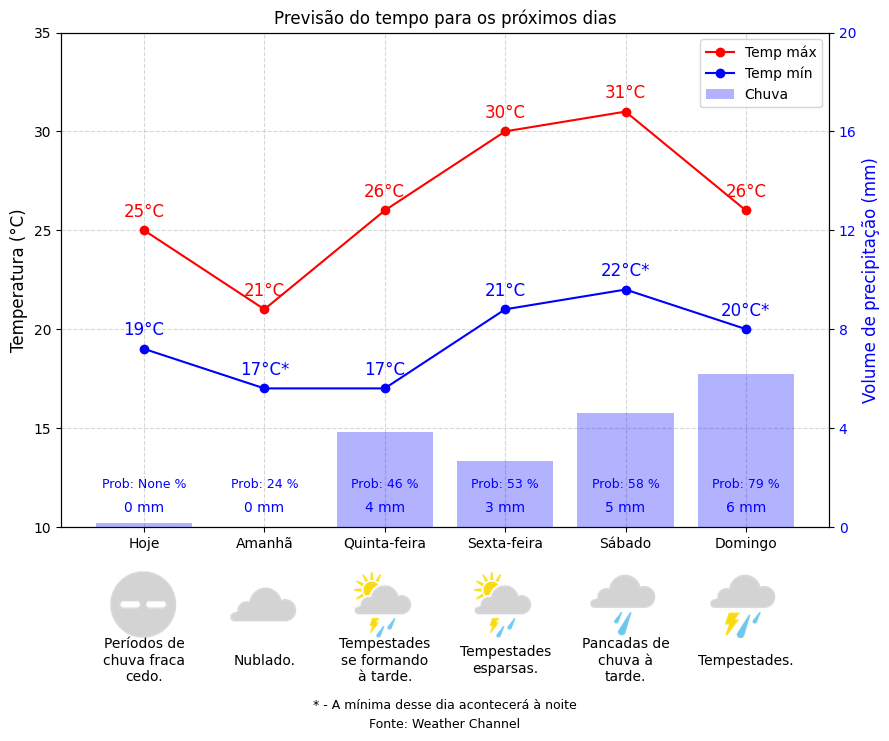 Previsão do tempo para os próximos dias
Temperatura (°C)
35
30
25
20
15
10
Volume de precipitação (mm)
20
16
12
8
4
0
Temp máx
Temp mín
Chuva
25°C
21°C
26°C
30°C
31°C
26°C
19°C
17°C*
17°C
21°C
22°C*
20°C*
Prob: None %
Prob: 24 %
Prob: 46 %
Prob: 53 %
Prob: 58 %
Prob: 79 %
0 mm
0 mm
4 mm
3 mm
5 mm
6 mm
Hoje
Amanhã
Quinta-feira
Sexta-feira
Sábado
Domingo
Períodos de
chuva fraca
cedo.
Nublado.
Tempestades
se formando
à tarde.
Tempestades
esparsas.
Pancadas de
chuva à
tarde.
Tempestades.
* - A mínima desse dia acontecerá à noite
Fonte: Weather Channel